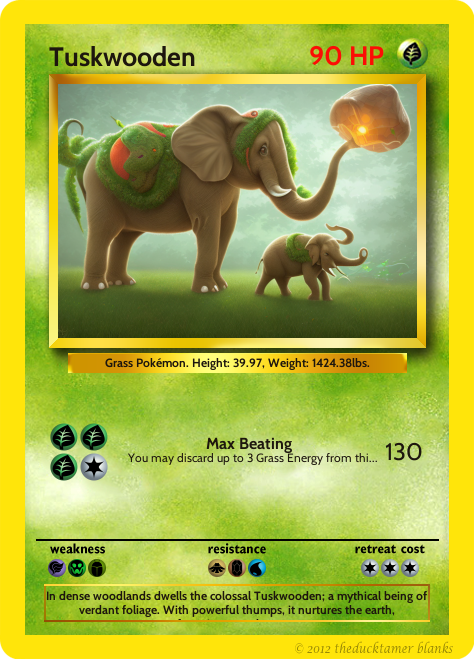 Tuskwooden
90 HP
Grass Pokémon. Height: 39.97, Weight: 1424.38lbs.
Max Beating
You may discard up to 3 Grass Energy from thi...
130
weakness
resistance
retreat cost
In dense woodlands dwells the colossal Tuskwooden; a mythical being of
verdant foliage. With powerful thumps, it nurtures the earth,
© 2012 theducktamer blanks